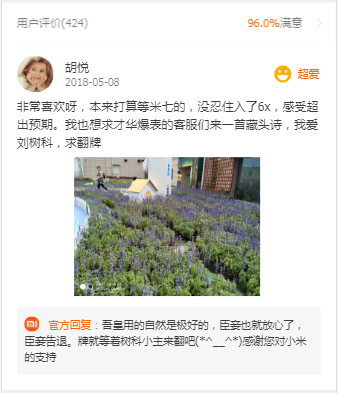 用户评价(424)
96.0%满意
胡悦
2018-05-08
超爱
非常喜欢呀，本来打算等米七的，没忍住入了6x，感受超
出预期。我也想求才华爆表的客服们来一首藏头诗，我爱
刘树科，求翻牌
官方回复：吾皇用的自然是极好的，臣妾也就放心了，
臣妾告退。牌就等着树科小主来翻吧(*^__^*)感谢您对小米
的支持